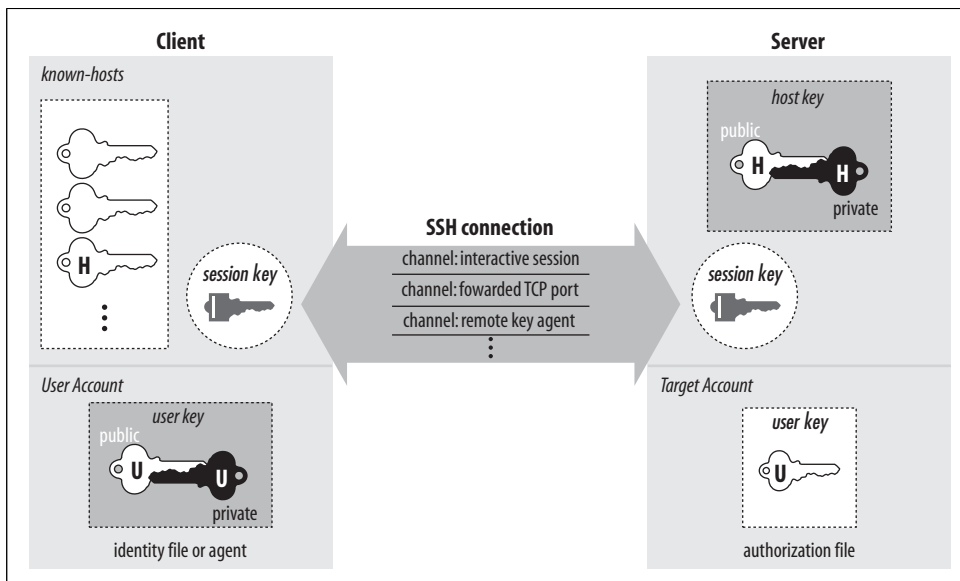 Client
known-hosts
H
session key
User Account
user key
public
U
U
private
identity file or agent
SSH connection
channel: interactive session
channel: fowarded TCP port
channel: remote key agent
Server
host key
public
H
H
private
session key
Target Account
user key
U
authorization file